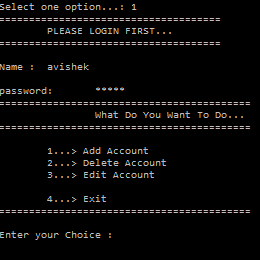 Select one option...: 1
=====================================
PLEASE LOGIN FIRST...
=====================================
Name : avishek
password: *****
==========================================
What Do You Want To Do...
==========================================
1...> Add Account
2...> Delete Account
3...> Edit Account
4...> Exit
==========================================
Enter your Choice :